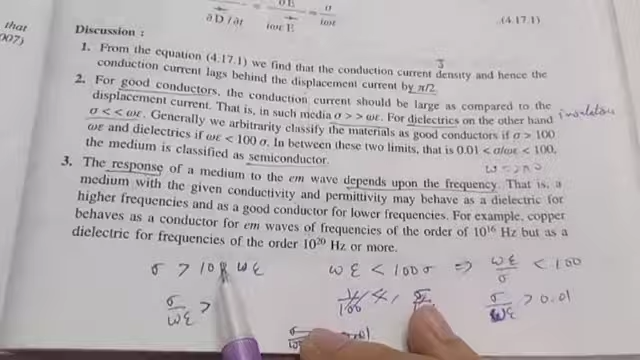 that
007)
∂D/∂t iωε E iωε (4.17.1)
Discussion :
1. From the equation (4.17.1) we find that the conduction current density and hence the
conduction current lags behind the displacement current by π/2.
2. For good conductors, the conduction current should be large as compared to the
displacement current. That is, in such media σ > > ωε. For dielectrics on the other hand
σ < < ωε. Generally we arbitrarity classify the materials as good conductors if σ > 100
ωε and dielectrics if ωε < 100 σ. In between these two limits, that is 0.01 < σ/ωε < 100,
the medium is classified as semiconductor.
3. The response of a medium to the em wave depends upon the frequency. That is, a
medium with the given conductivity and permittivity may behave as a dielectric for
higher frequencies and as a good conductor for lower frequencies. For example, copper
behaves as a conductor for em waves of frequencies of the order of 10¹⁶ Hz but as a
dielectric for frequencies of the order 10²⁰ Hz or more.
σ > 100 ωε ωε < 100σ ⇒ ωε/σ < 100
σ/ωε > σ/ωε > 0.01